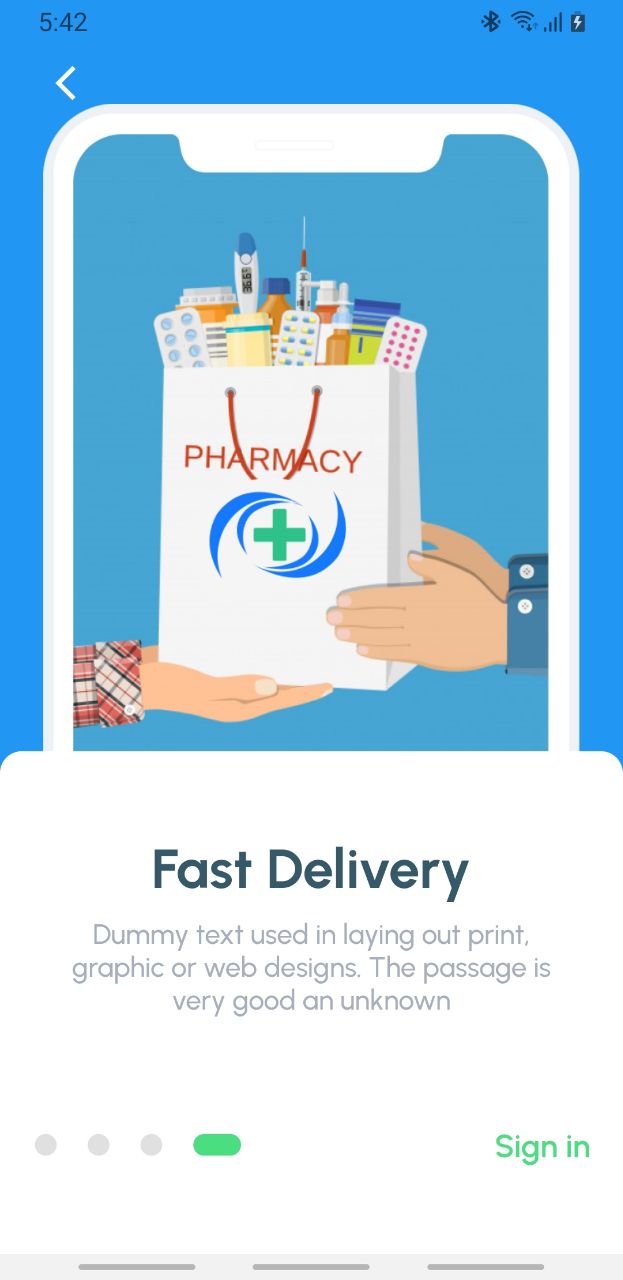 5:42
36.6
PHARMACY
Fast Delivery
Dummy text used in laying out print,
graphic or web designs. The passage is
very good an unknown
Sign in